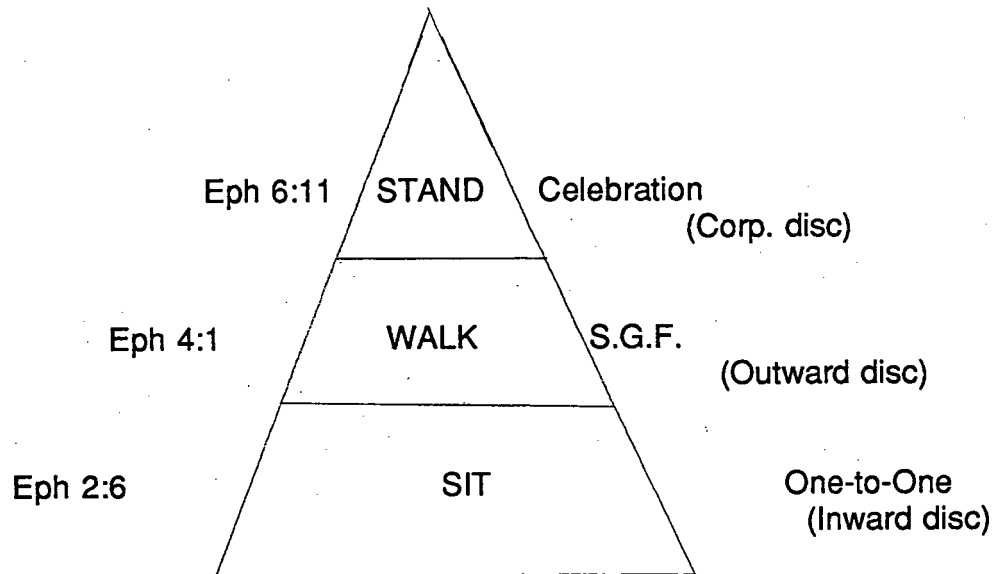 Eph 6:11 STAND Celebration
(Corp. disc)
Eph 4:1 WALK S.G.F.
(Outward disc)
Eph 2:6 SIT One-to-One
(Inward disc)